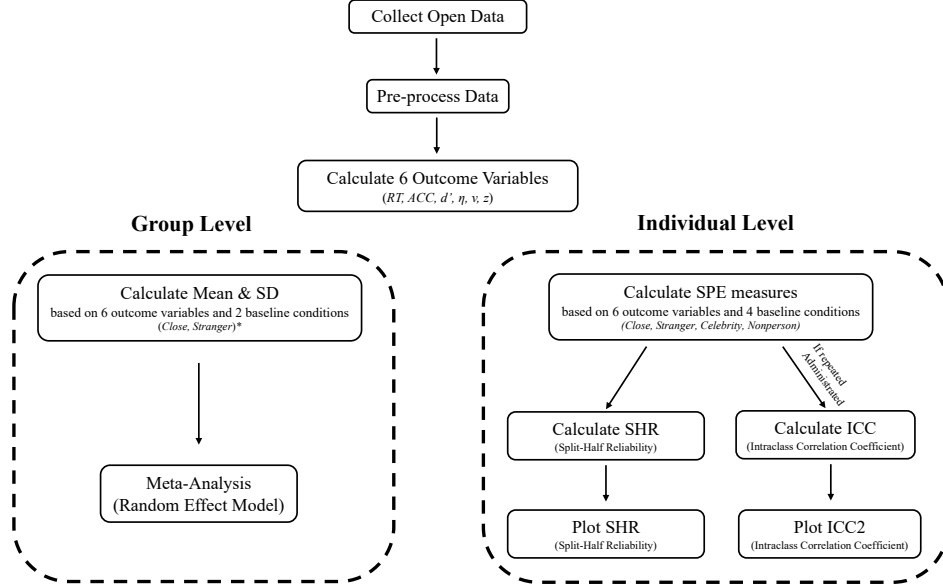 Collect Open Data
Pre-process Data
Calculate 6 Outcome Variables
(RT, ACC, d', η, v, z)
Group Level
Calculate Mean & SD
based on 6 outcome variables and 2 baseline conditions
(Close, Stranger)*
Meta-Analysis
(Random Effect Model)
Individual Level
Calculate SPE measures
based on 6 outcome variables and 4 baseline conditions
(Close, Stranger, Celebrity, Nonperson)
If repeated
Administrated
Calculate SHR
(Split-Half Reliability)
Calculate ICC
(Intraclass Correlation Coefficient)
Plot SHR
(Split-Half Reliability)
Plot ICC2
(Intraclass Correlation Coefficient)